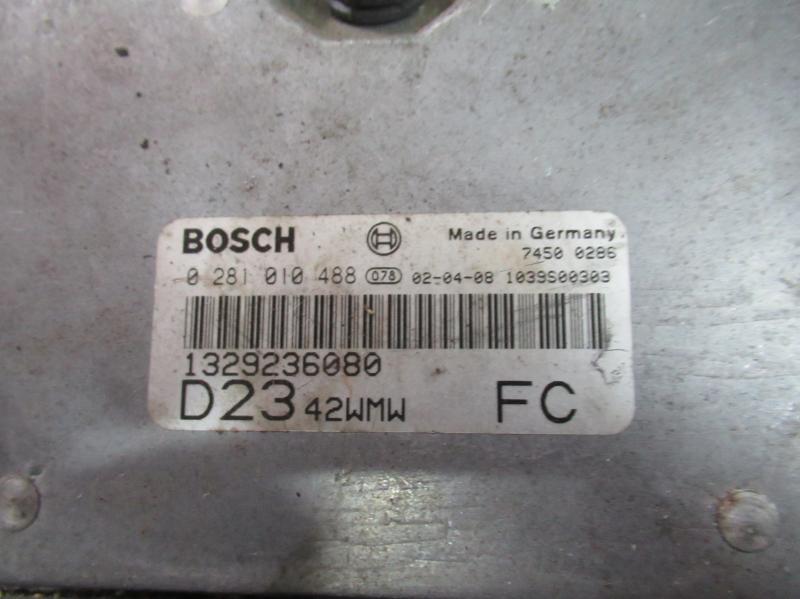 BOSCH Made in Germany
7450 0286
0 281 010 488 078 02-04-08 1039S00303
1329236080
D23 42WMW FC